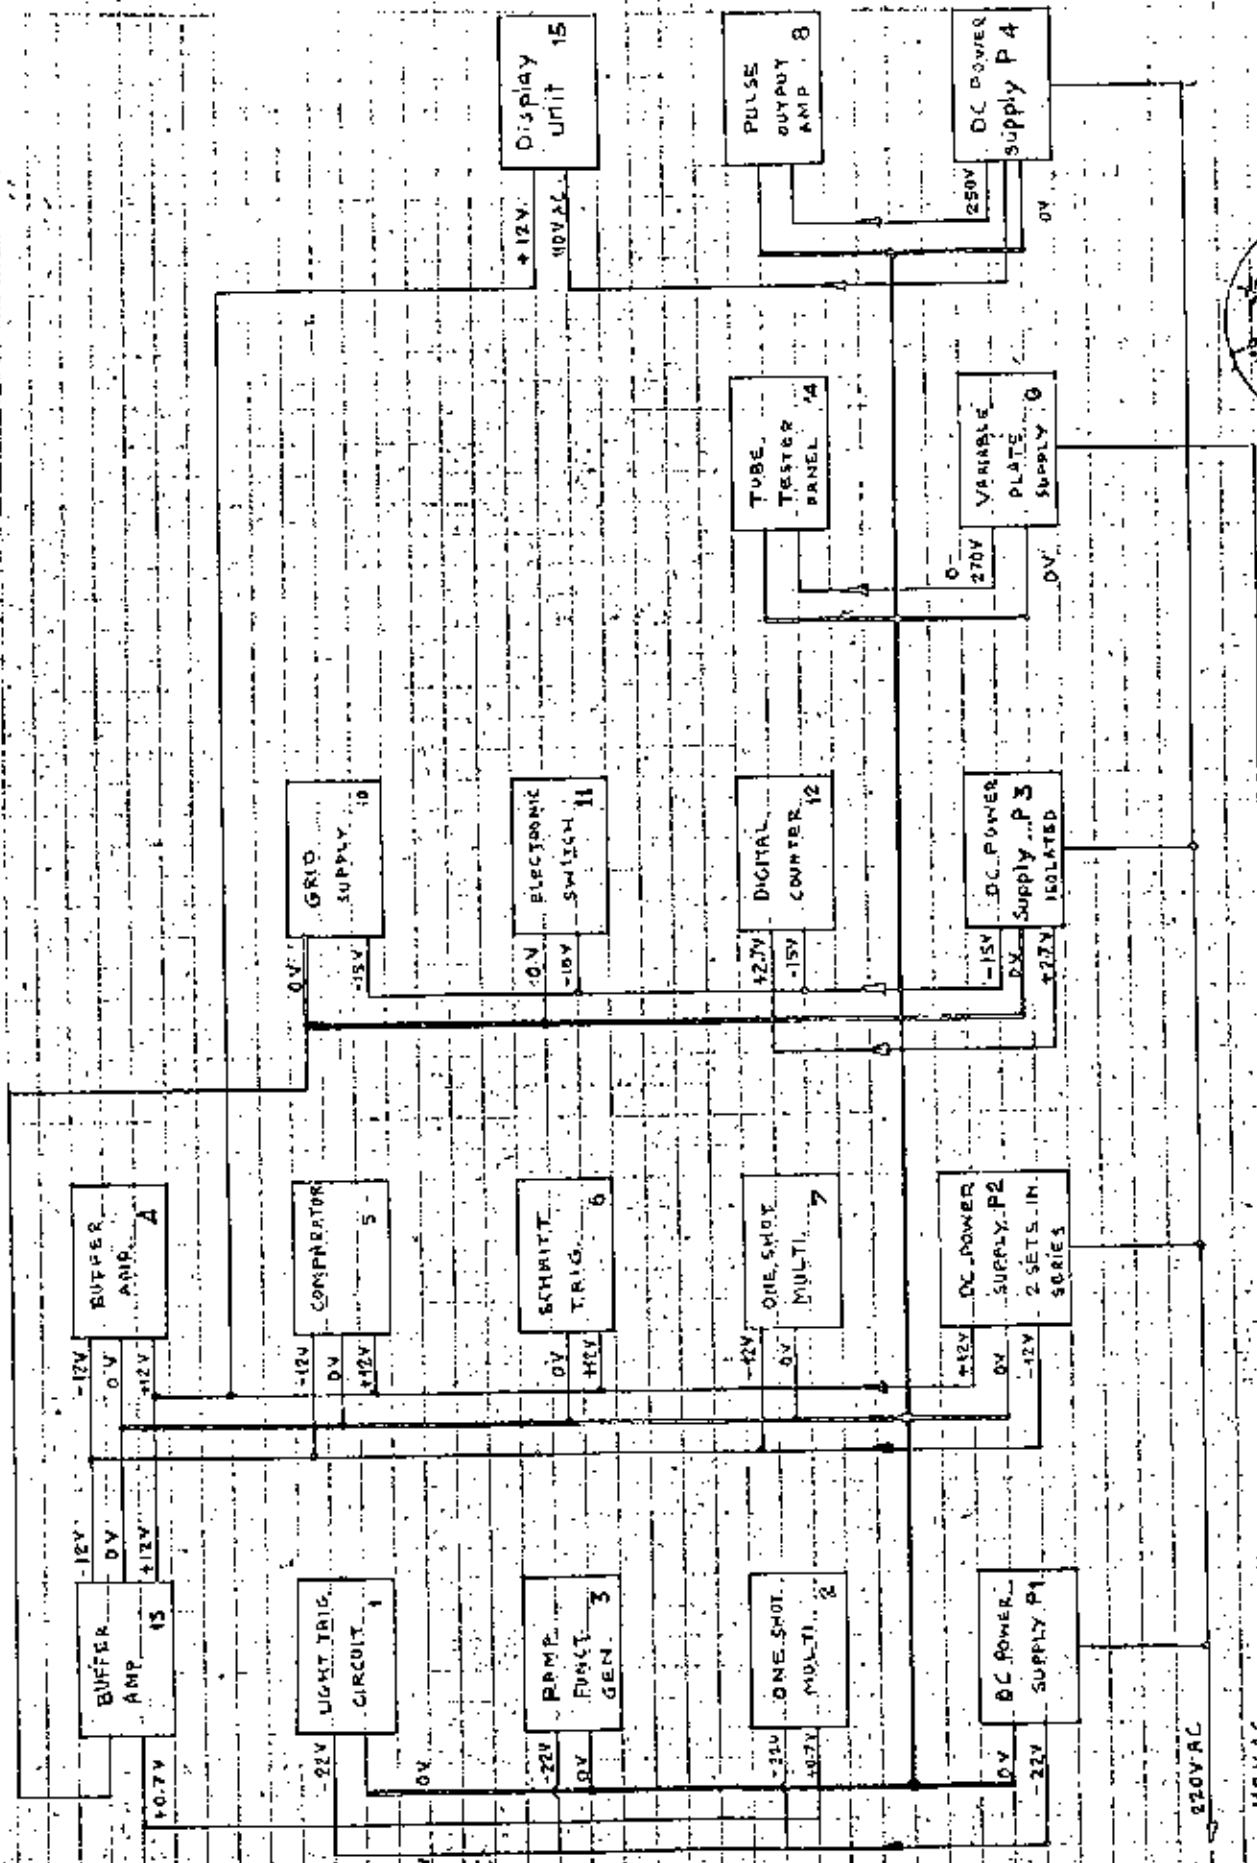 BUFFER
AMP
13
+0.7V
-12V
0V
+12V
BUFFER
AMP
4
-12V
0V
+12V
LIGHT TRIG
CIRCUIT
1
-22V
0V
COMPARATOR
5
-12V
0V
+12V
GRID
SUPPLY
10
0V
-15V
RAMP
FUNCT
GEN
3
-22V
0V
SCHMITT
TRIG
6
0V
+12V
ELECTRONIC
SWITCH
11
0V
-15V
Display
unit
15
+12V
110V AC
ONE SHOT
MULTI
2
-22V
+0.7V
ONE SHOT
MULTI
7
-12V
0V
DIGITAL
COUNTER
12
+2.7V
-15V
TUBE
TESTER
PANEL
14
PULSE
OUTPUT
AMP
8
DC POWER
SUPPLY P1
0V
-22V
DC POWER
SUPPLY P2
2 SETS IN
SERIES
+12V
0V
-12V
DC POWER
Supply P3
ISOLATED
-15V
0V
+2.7V
VARIABLE
PLATE
SUPPLY
9
0-
270V
0V
DC POWER
Supply P4
250V
0V
220V AC